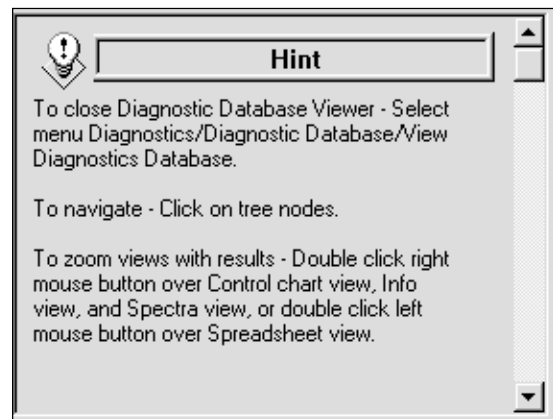 Hint
To close Diagnostic Database Viewer - Select
menu Diagnostics/Diagnostic Database/View
Diagnostics Database.
To navigate - Click on tree nodes.
To zoom views with results - Double click right
mouse button over Control chart view, Info
view, and Spectra view, or double click left
mouse button over Spreadsheet view.